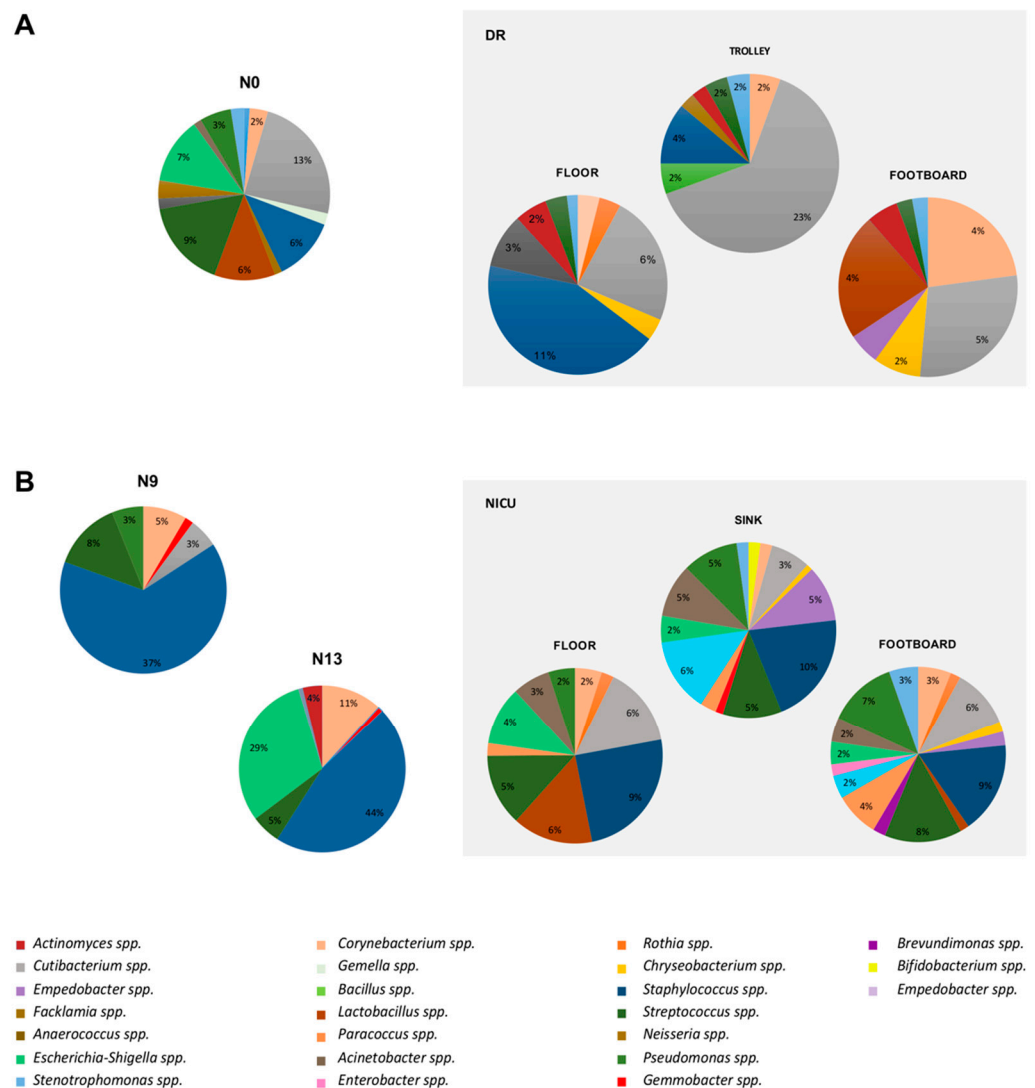 A
DR
TROLLEY
N0
2%
3%
2%
13%
7%
9%
6%
6%
2%
2%
2%
4%
2%
23%
FLOOR
2%
3%
6%
11%
FOOTBOARD
4%
4%
5%
2%
B
NICU
N9
3%
5%
8%
3%
37%
N13
4%
11%
29%
5%
44%
SINK
5%
3%
5%
5%
2%
6%
10%
5%
FLOOR
2%
2%
3%
6%
4%
5%
9%
6%
FOOTBOARD
3%
3%
7%
6%
2%
2%
2%
9%
4%
8%
Actinomyces spp. Corynebacterium spp. Rothia spp. Brevundimonas spp.
Cutibacterium spp. Gemella spp. Chryseobacterium spp. Bifidobacterium spp.
Empedobacter spp. Bacillus spp. Staphylococcus spp. Empedobacter spp.
Facklamia spp. Lactobacillus spp. Streptococcus spp.
Anaerococcus spp. Paracoccus spp. Neisseria spp.
Escherichia-Shigella spp. Acinetobacter spp. Pseudomonas spp.
Stenotrophomonas spp. Enterobacter spp. Gemmobacter spp.